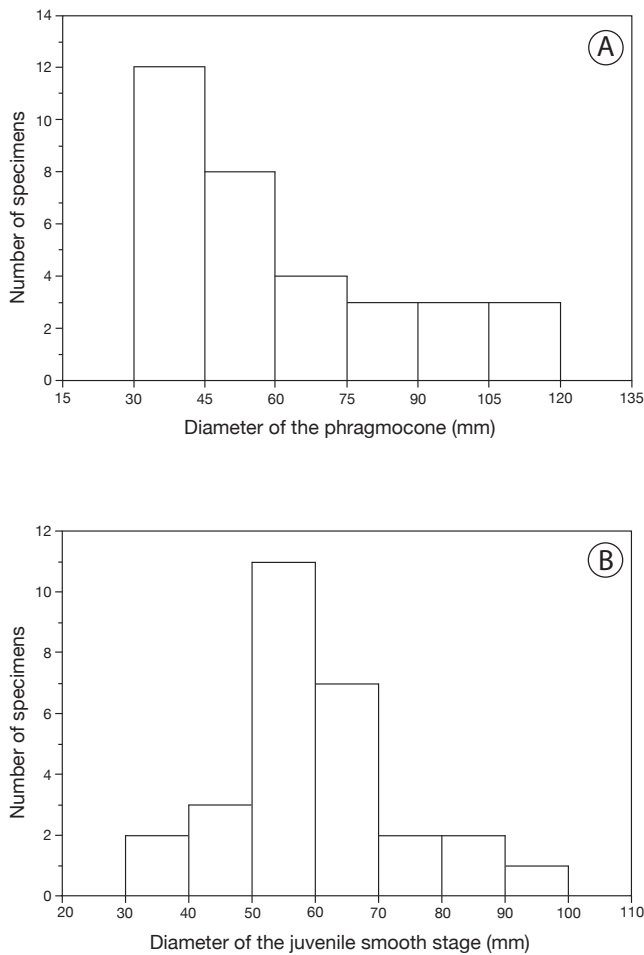 A
14
12
10
8
6
4
2
0
Number of specimens
15 30 45 60 75 90 105 120 135
Diameter of the phragmocone (mm)
B
12
10
8
6
4
2
0
Number of specimens
20 30 40 50 60 70 80 90 100 110
Diameter of the juvenile smooth stage (mm)